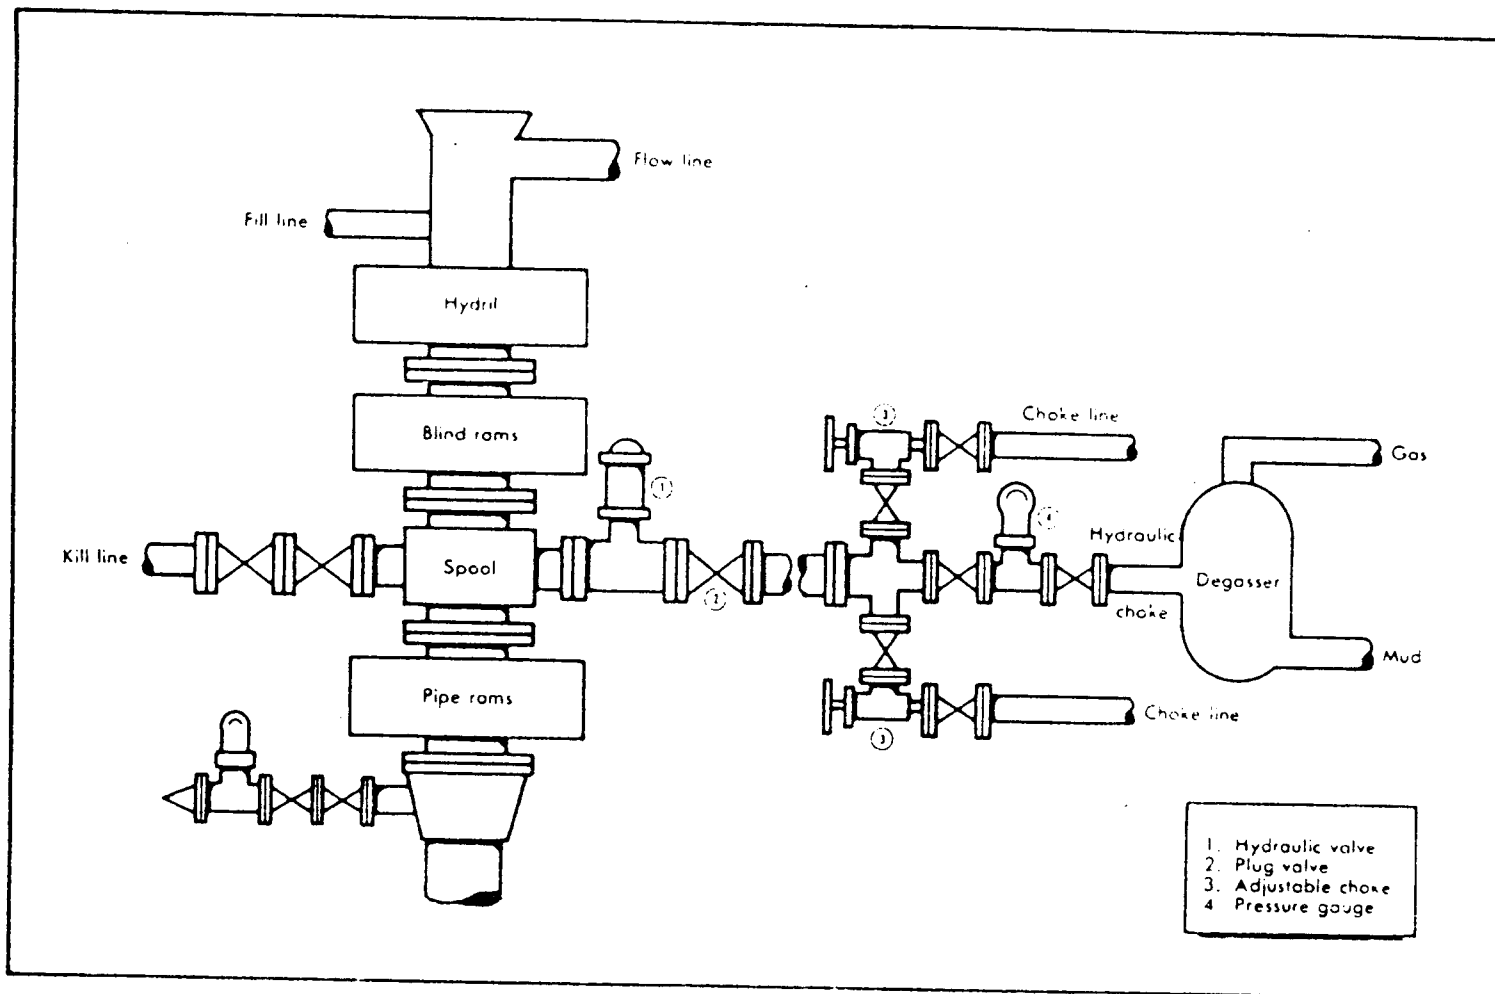 Flow line
Fill line
Hydril
Blind rams
1
3
Choke line
Gas
4
Hydraulic
Kill line
Spool
2
Degasser
choke
Mud
Pipe rams
3
Choke line
1. Hydraulic valve
2. Plug valve
3. Adjustable choke
4 Pressure gauge